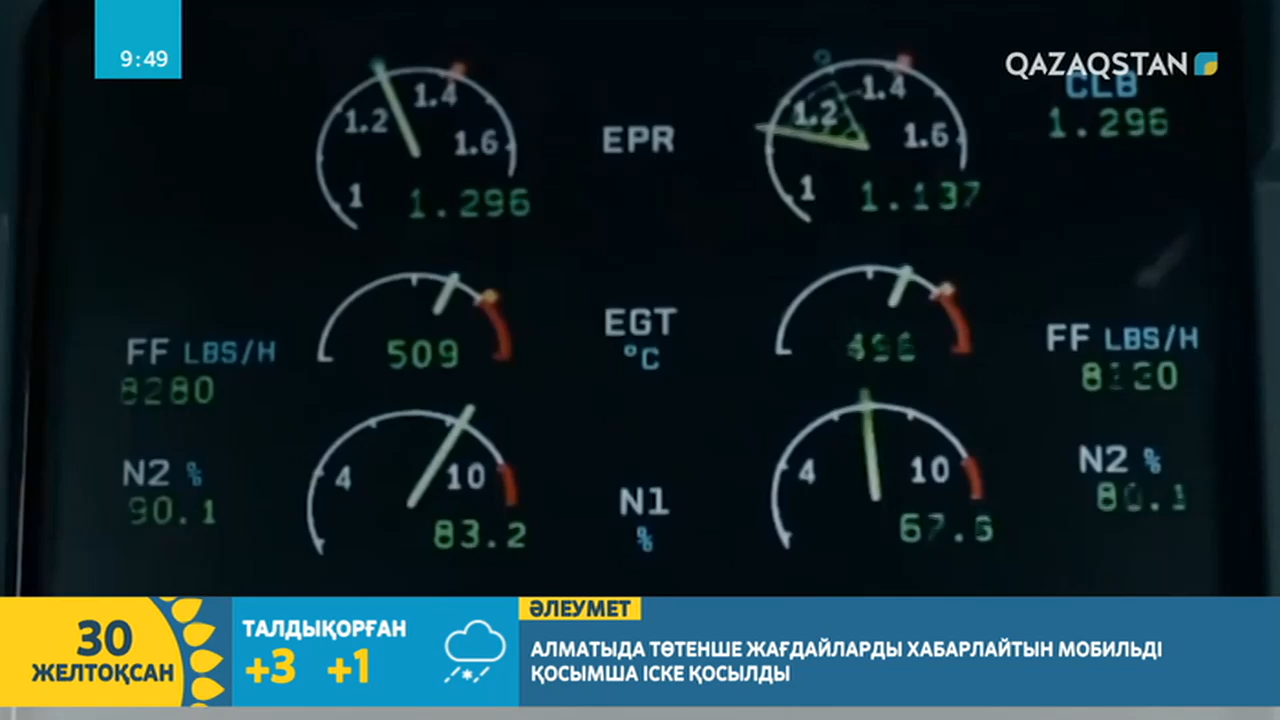 9:49
QAZAQSTAN
CLB
1.296
1.2
1.4
1.6
1
1.296
EPR
1.2
1.4
1.6
1
1.137
EGT
°C
509
FF LBS/H
8280
FF LBS/H
N2 %
90.1
4
10
83.2
N1
%
4
10
N2 %
30
ЖЕЛТОҚСАН
ТАЛДЫҚОРҒАН
+3 +1
ӘЛЕУМЕТ
АЛМАТЫДА ТӨТЕНШЕ ЖАҒДАЙЛАРДЫ ХАБАРЛАЙТЫН МОБИЛЬДІ
ҚОСЫМША ІСКЕ ҚОСЫЛДЫ